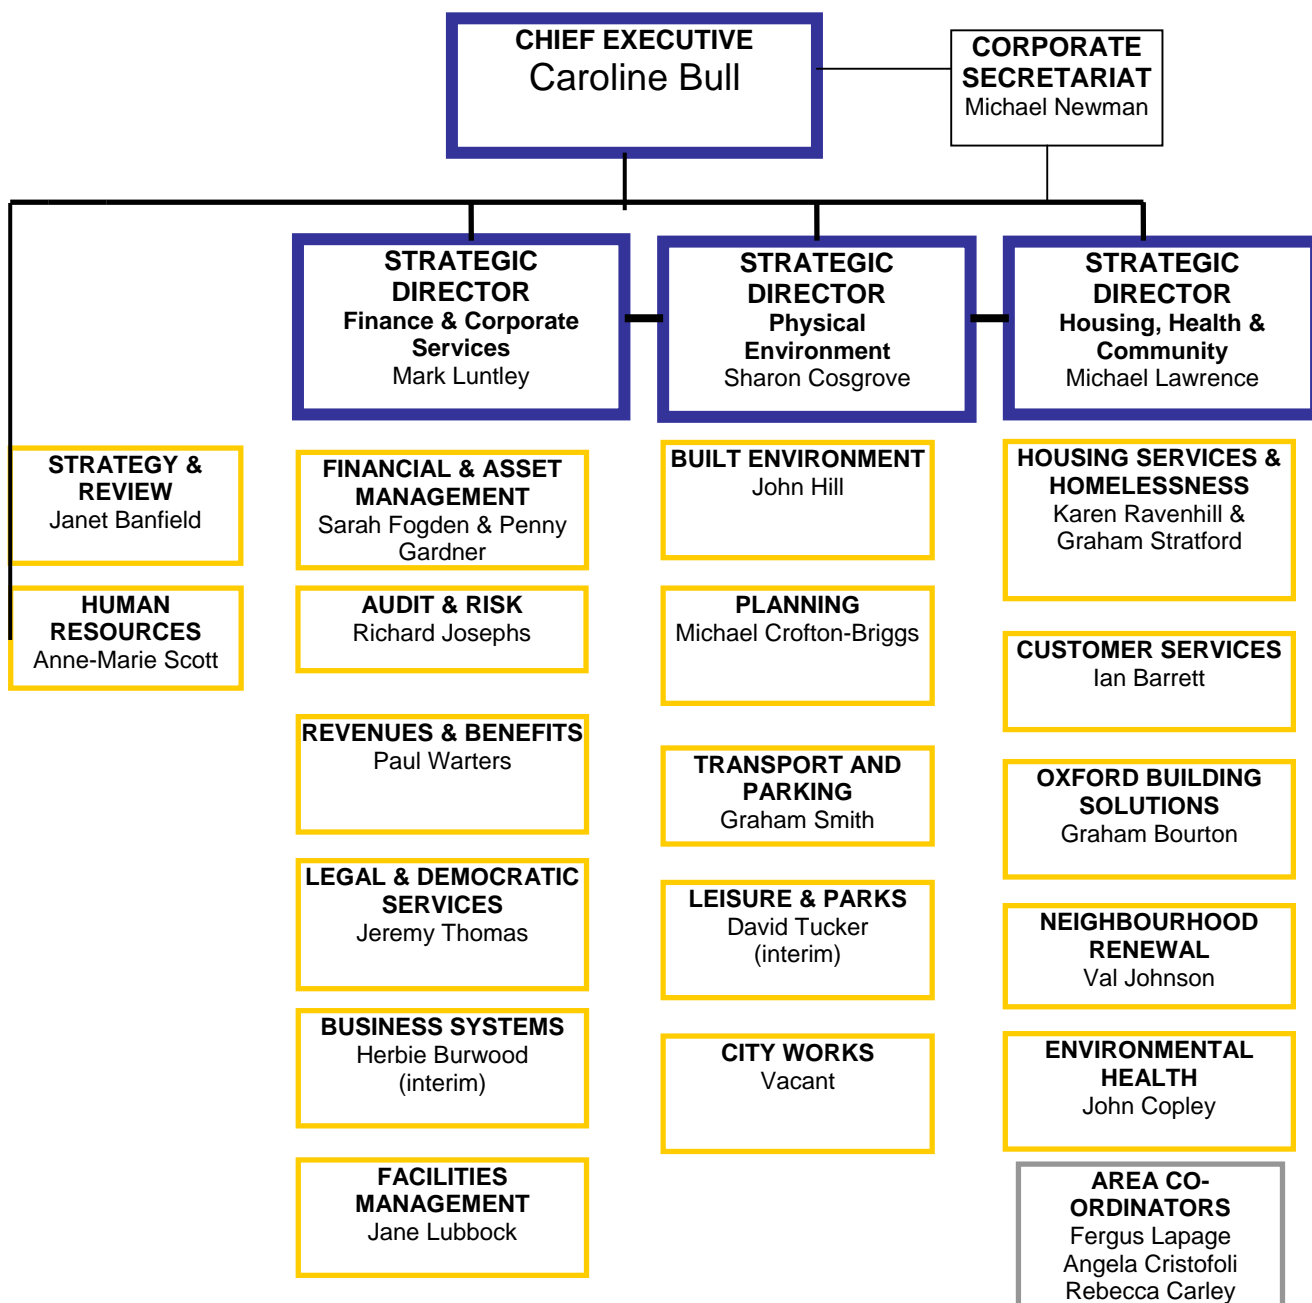 CHIEF EXECUTIVE
Caroline Bull
CORPORATE
SECRETARIAT
Michael Newman
STRATEGIC
DIRECTOR
Finance & Corporate
Services
Mark Luntley
STRATEGIC
DIRECTOR
Physical
Environment
Sharon Cosgrove
STRATEGIC
DIRECTOR
Housing, Health &
Community
Michael Lawrence
STRATEGY &
REVIEW
Janet Banfield
HUMAN
RESOURCES
Anne-Marie Scott
FINANCIAL & ASSET
MANAGEMENT
Sarah Fogden & Penny
Gardner
AUDIT & RISK
Richard Josephs
REVENUES & BENEFITS
Paul Warters
LEGAL & DEMOCRATIC
SERVICES
Jeremy Thomas
BUSINESS SYSTEMS
Herbie Burwood
(interim)
FACILITIES
MANAGEMENT
Jane Lubbock
BUILT ENVIRONMENT
John Hill
PLANNING
Michael Crofton-Briggs
TRANSPORT AND
PARKING
Graham Smith
LEISURE & PARKS
David Tucker
(interim)
CITY WORKS
Vacant
HOUSING SERVICES &
HOMELESSNESS
Karen Ravenhill &
Graham Stratford
CUSTOMER SERVICES
Ian Barrett
OXFORD BUILDING
SOLUTIONS
Graham Bourton
NEIGHBOURHOOD
RENEWAL
Val Johnson
ENVIRONMENTAL
HEALTH
John Copley
AREA CO-
ORDINATORS
Fergus Lapage
Angela Cristofoli
Rebecca Carley